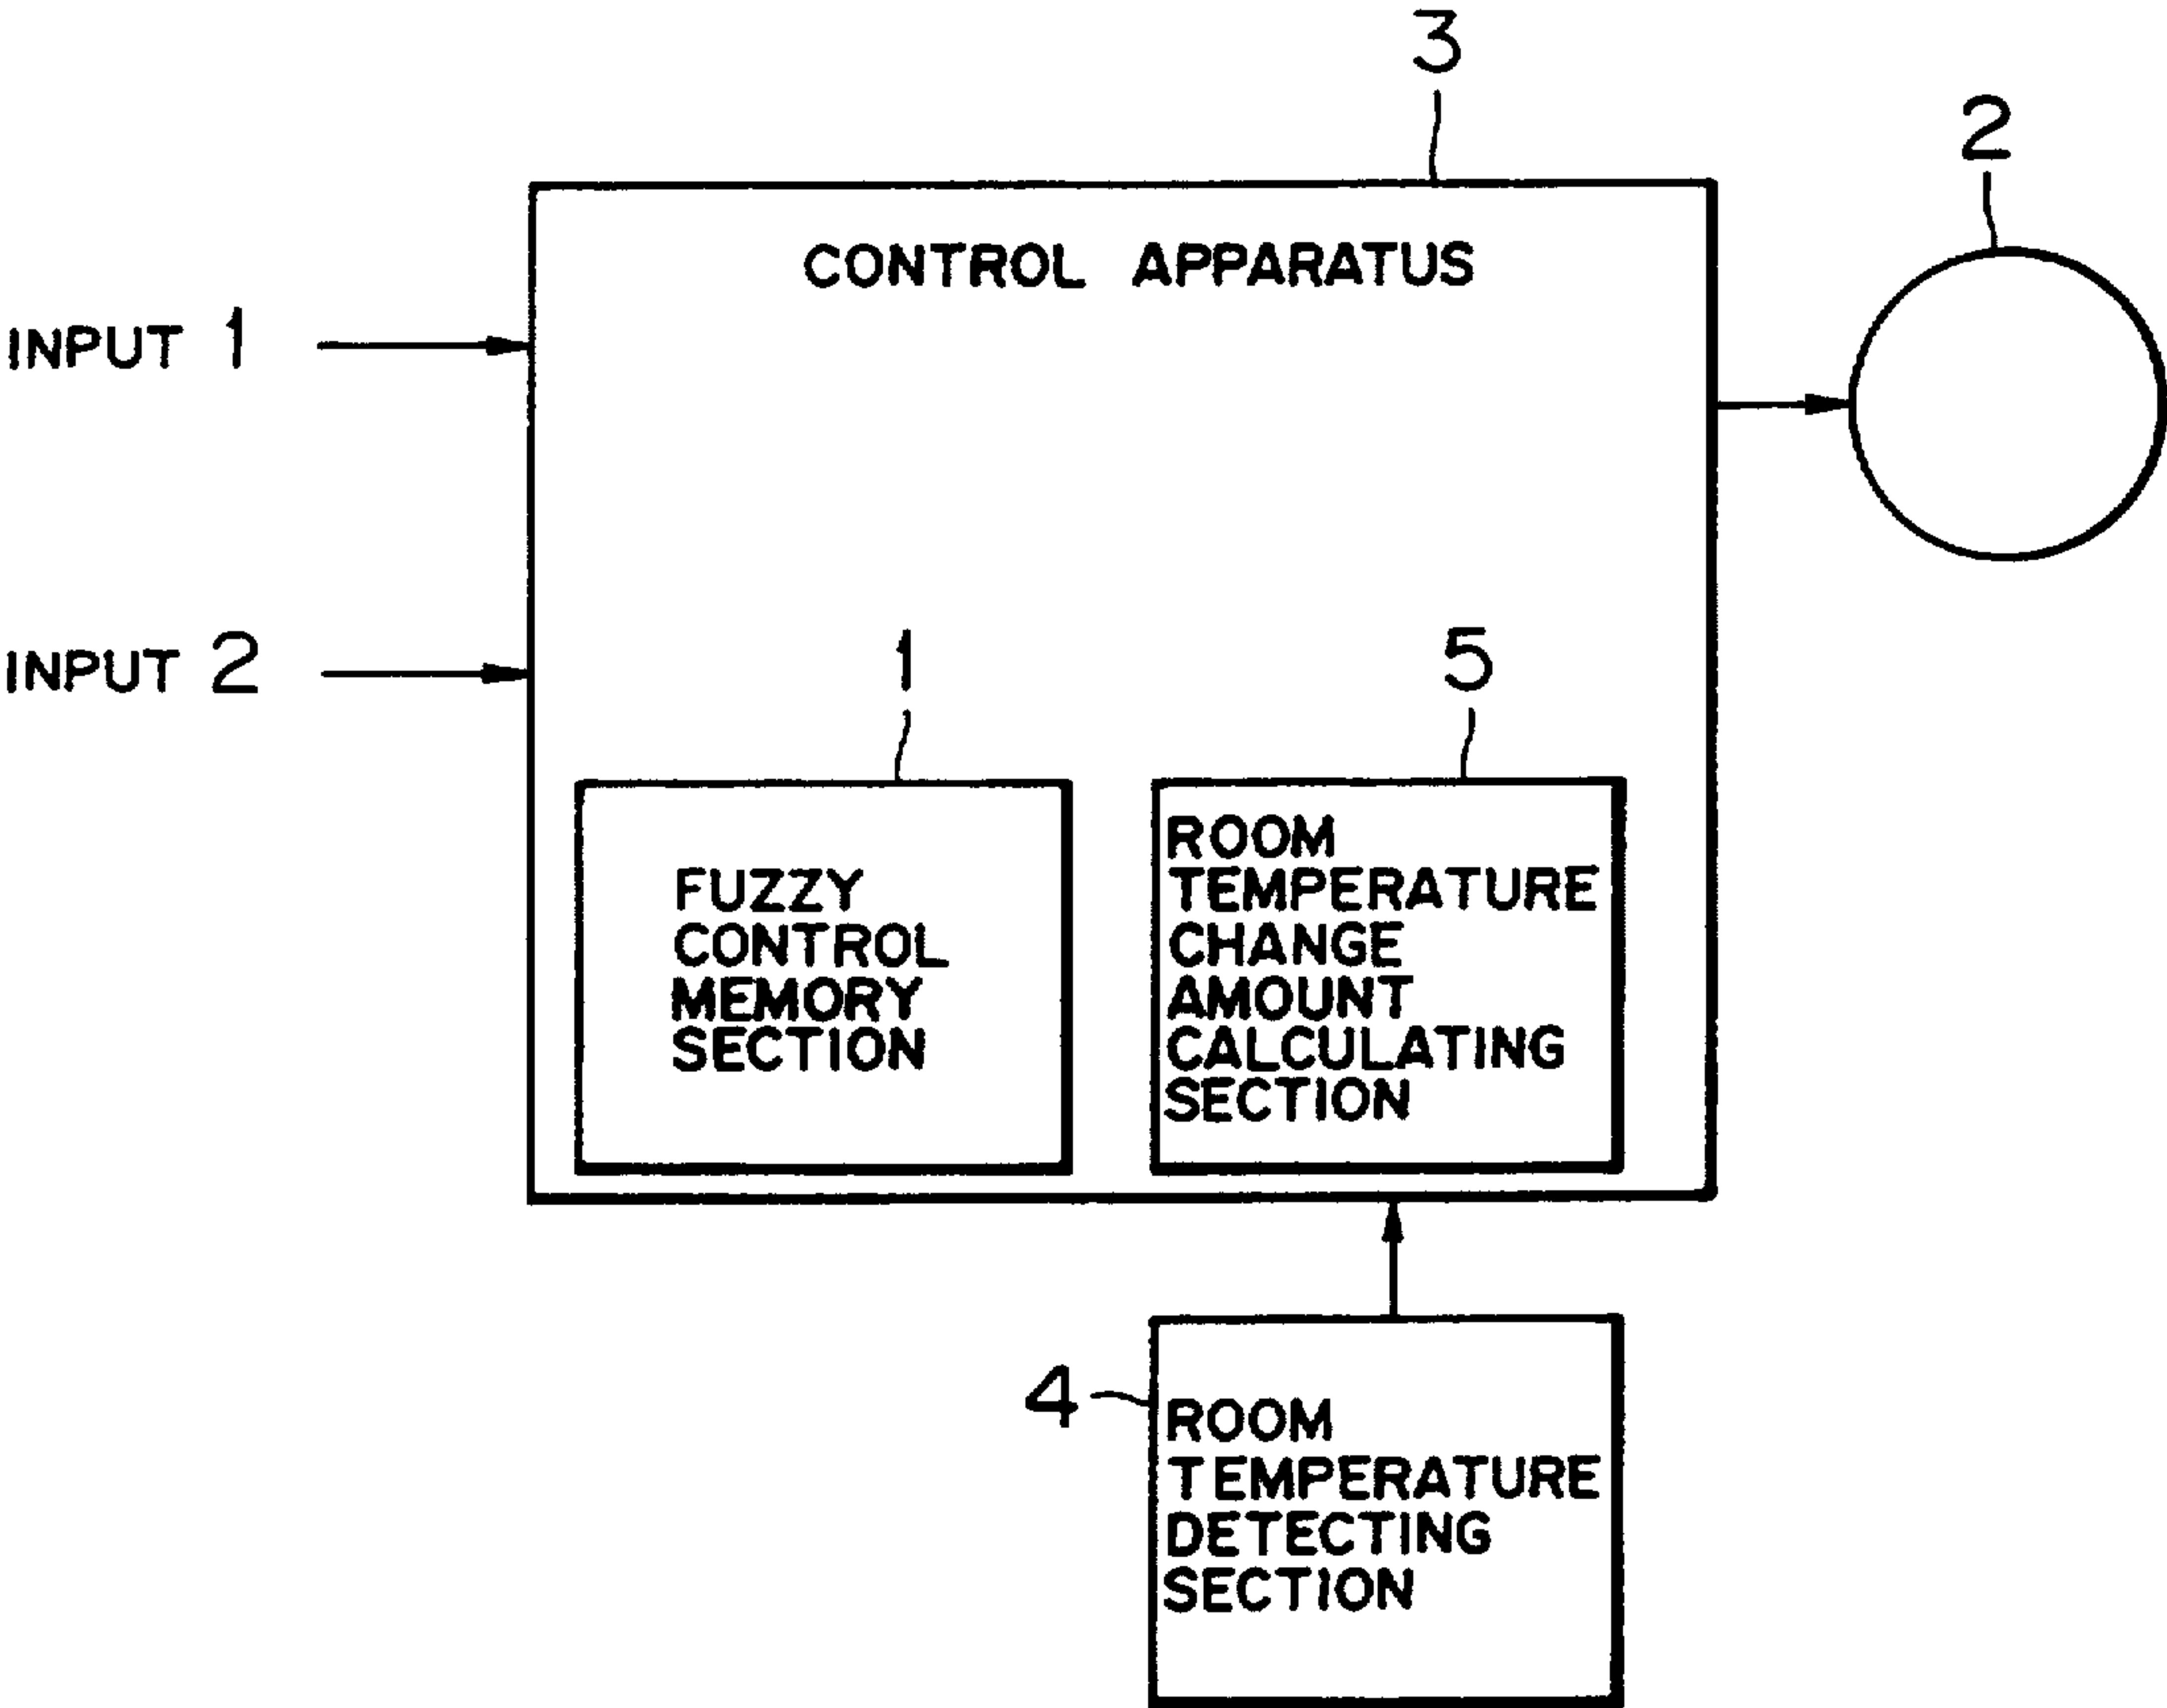 3
2
CONTROL APPARATUS
INPUT 1
INPUT 2
1
5
FUZZY
CONTROL
MEMORY
SECTION
ROOM
TEMPERATURE
CHANGE
AMOUNT
CALCULATING
SECTION
4
ROOM
TEMPERATURE
DETECTING
SECTION